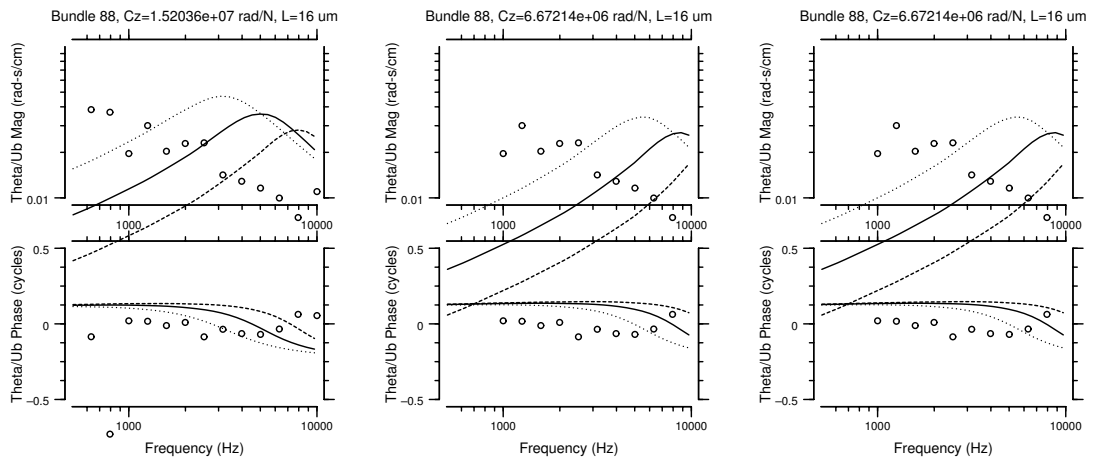 Bundle 88, Cz=1.52036e+07 rad/N, L=16 um
Theta/Ub Mag (rad-s/cm)
0.01
1000
10000
Theta/Ub Phase (cycles)
0.5
0
−0.5
1000
10000
Frequency (Hz)
Bundle 88, Cz=6.67214e+06 rad/N, L=16 um
Theta/Ub Mag (rad-s/cm)
0.01
1000
10000
Theta/Ub Phase (cycles)
0.5
0
−0.5
1000
10000
Frequency (Hz)
Bundle 88, Cz=6.67214e+06 rad/N, L=16 um
Theta/Ub Mag (rad-s/cm)
0.01
1000
10000
Theta/Ub Phase (cycles)
0.5
0
−0.5
1000
10000
Frequency (Hz)